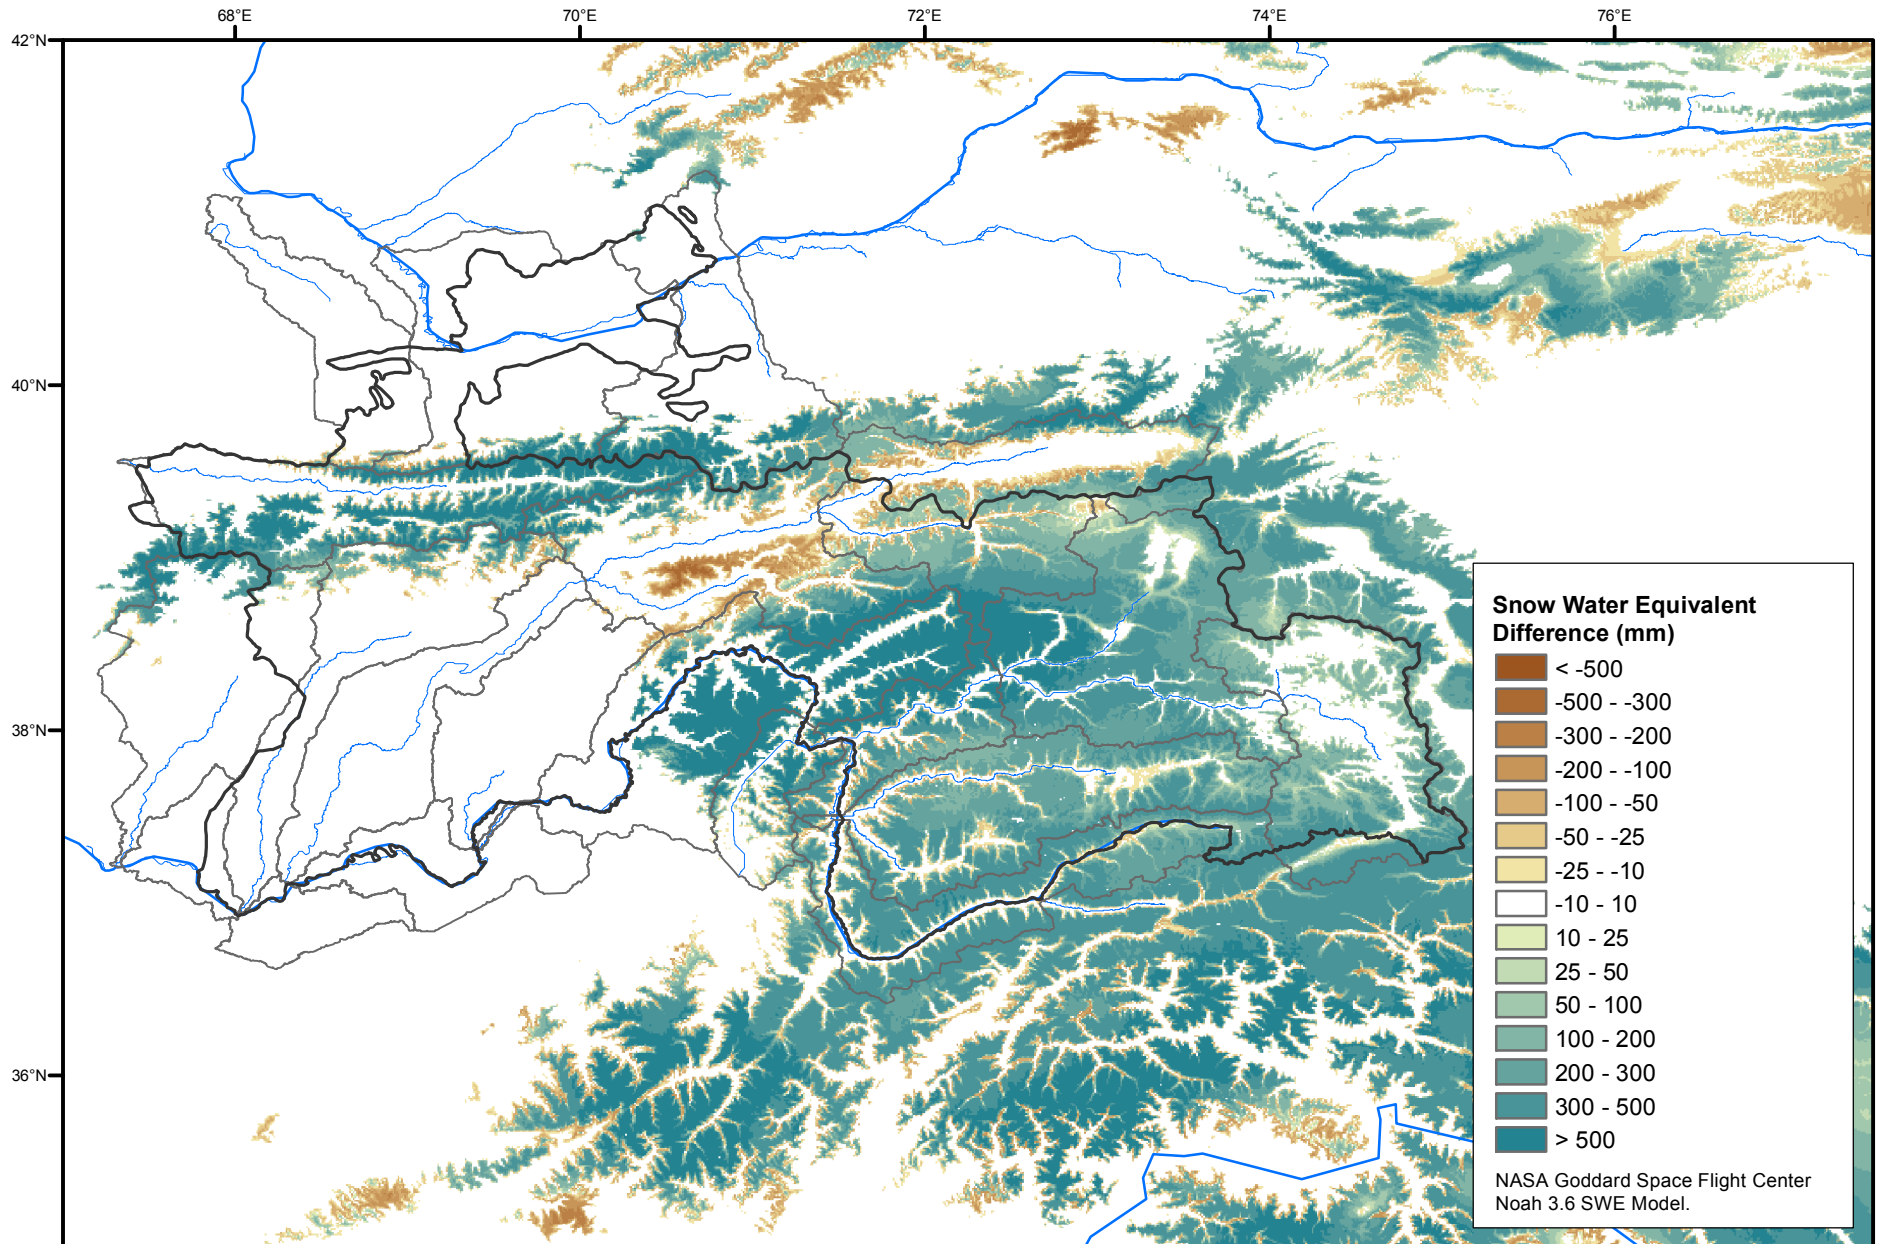 68°E 70°E 72°E 74°E 76°E
42°N
40°N
38°N
36°N
Snow Water Equivalent
Difference (mm)
< -500
-500 - -300
-300 - -200
-200 - -100
-100 - -50
-50 - -25
-25 - -10
-10 - 10
10 - 25
25 - 50
50 - 100
100 - 200
200 - 300
300 - 500
> 500
NASA Goddard Space Flight Center
Noah 3.6 SWE Model.